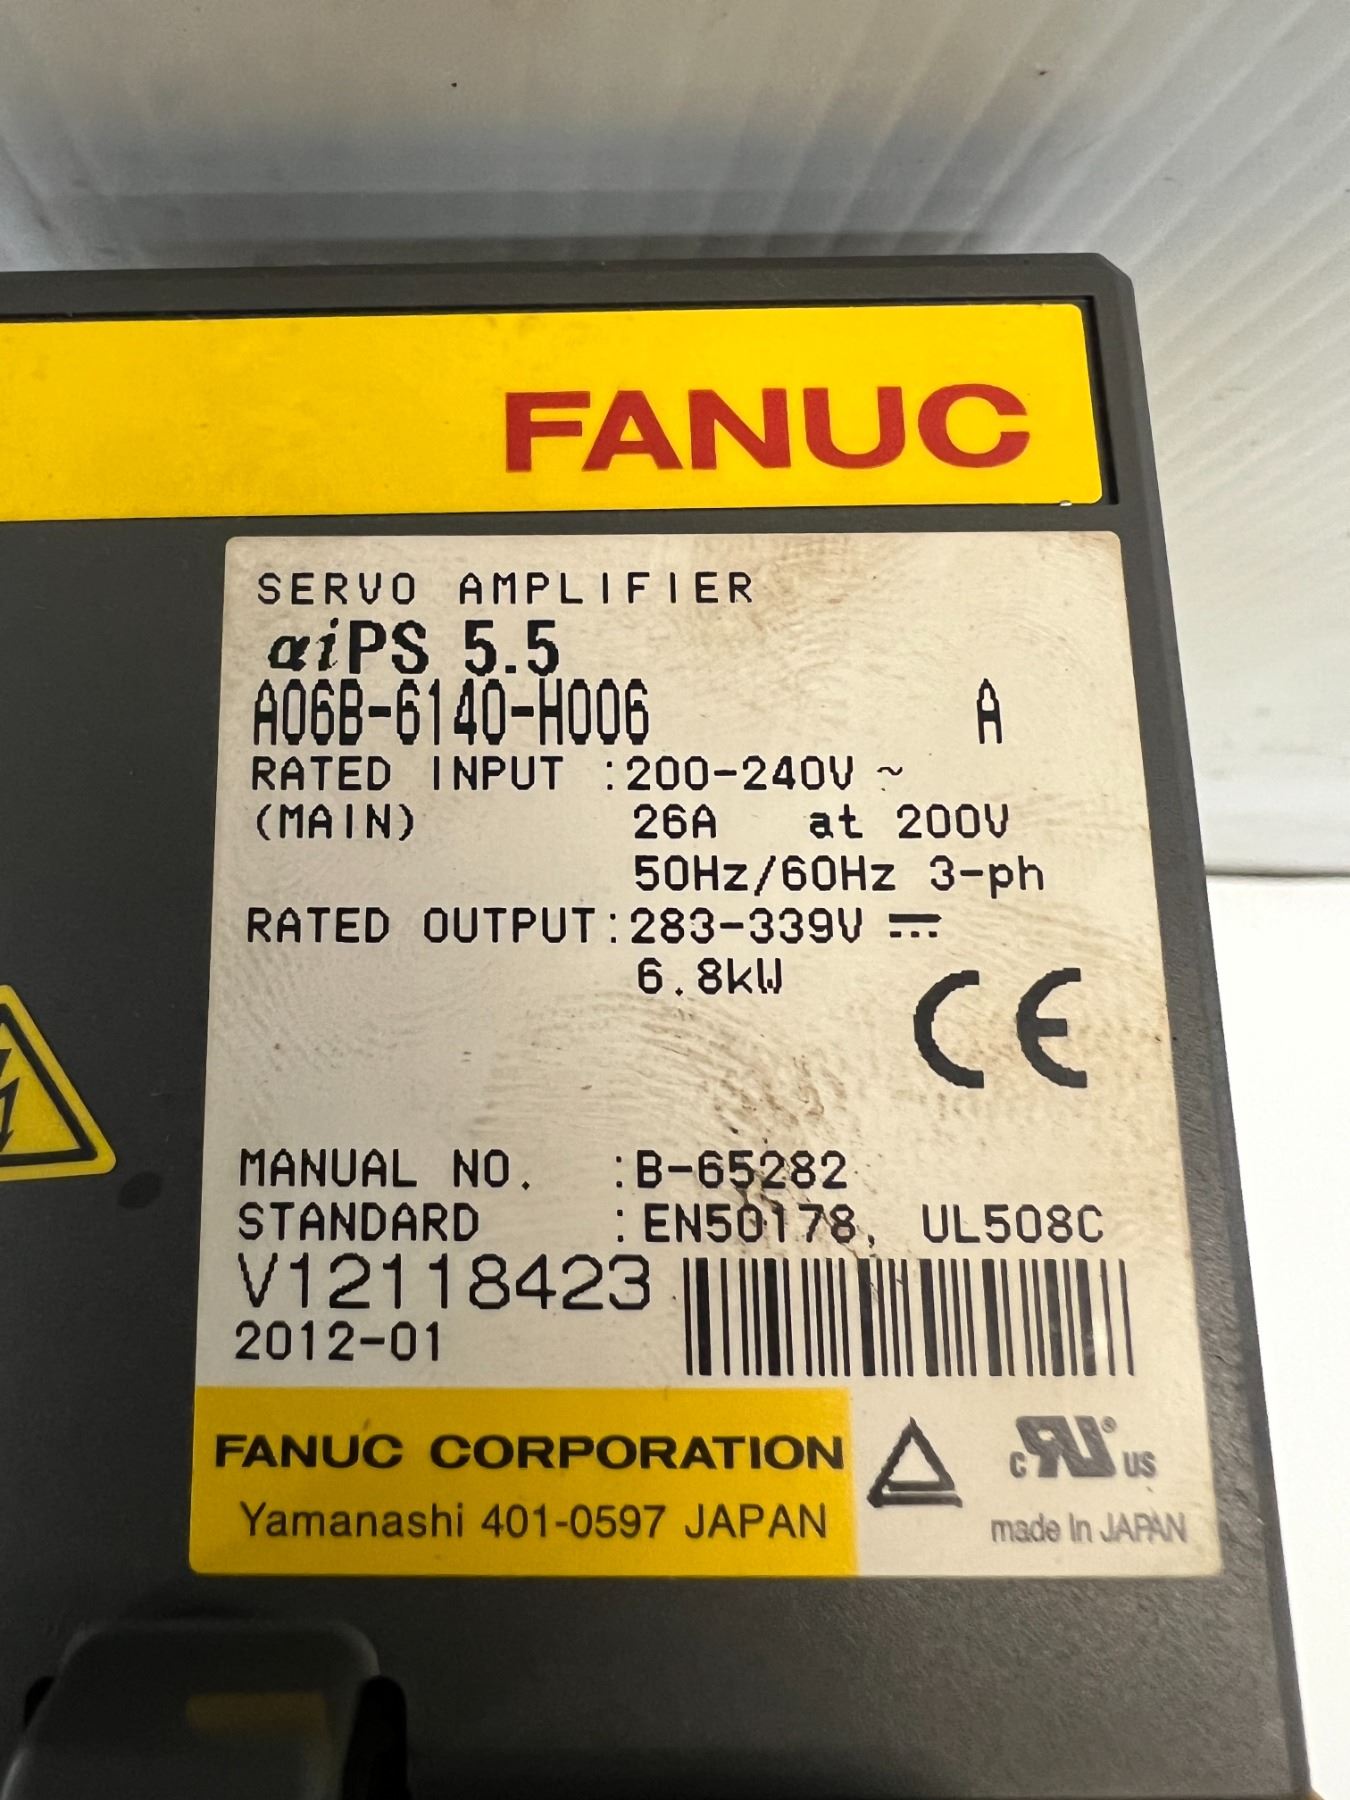 FANUC
SERVO AMPLIFIER
αiPS 5.5
A06B-6140-H006 A
RATED INPUT :200-240V ~
(MAIN) 26A at 200V
50Hz/60Hz 3-ph
RATED OUTPUT:283-339V ⎓
6.8kW
CE
MANUAL NO. :B-65282
STANDARD :EN50178, UL508C
V12118423
2012-01
FANUC CORPORATION
Yamanashi 401-0597 JAPAN
c RU ® US
made In JAPAN